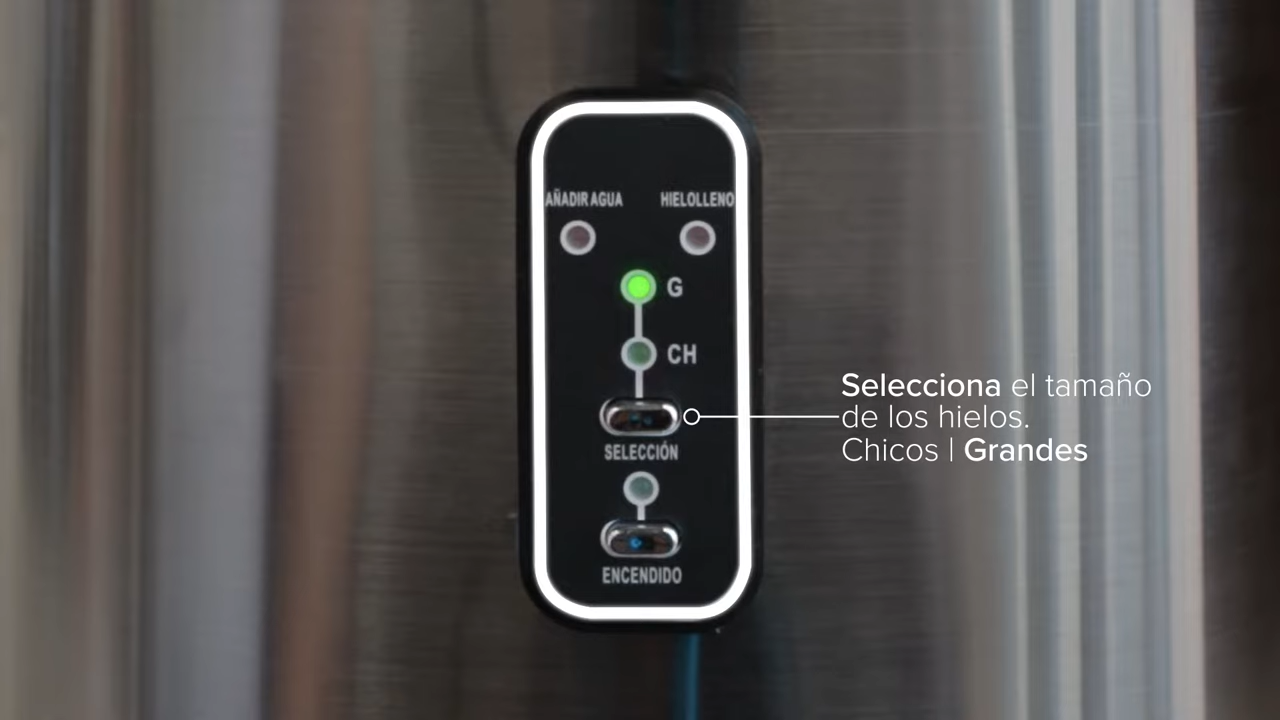 AÑADIR AGUA
HIELOLLENO
G
CH
SELECCIÓN
ENCENDIDO
Selecciona el tamaño
de los hielos.
Chicos | Grandes